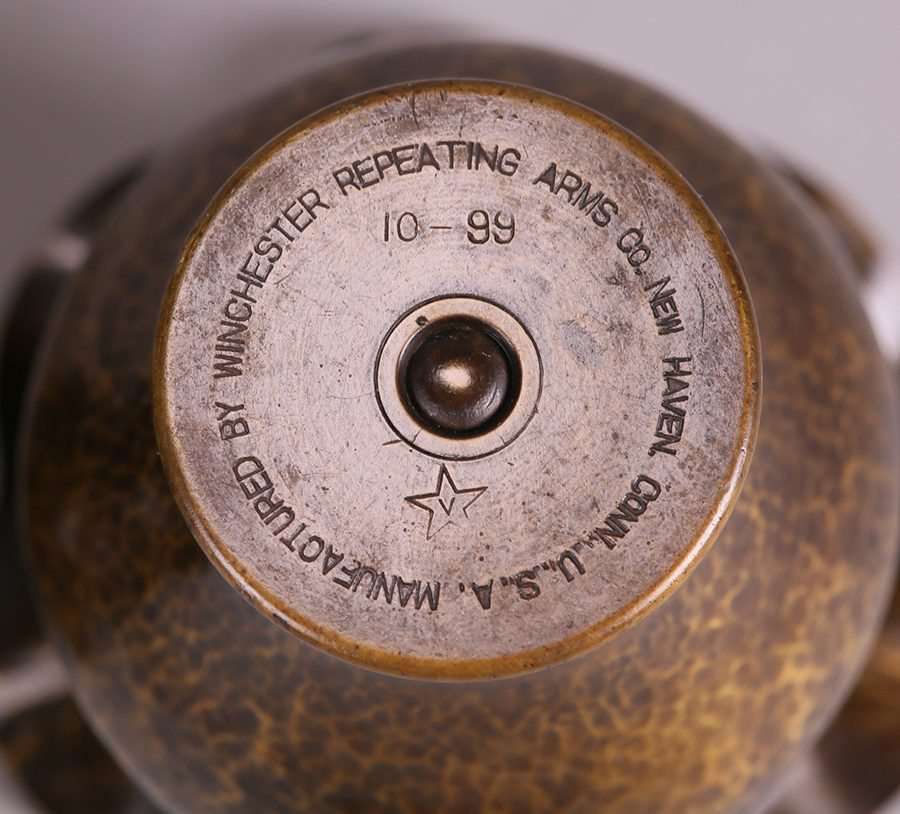 MANUFACTURED BY WINCHESTER REPEATING ARMS CO. NEW HAVEN, CONN., U.S.A.
10-99
V